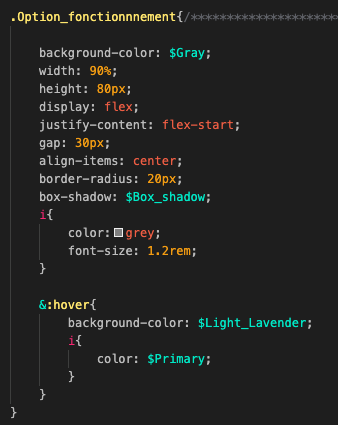 .Option_fonctionnnement{/**********************
background-color: $Gray;
width: 90%;
height: 80px;
display: flex;
justify-content: flex-start;
gap: 30px;
align-items: center;
border-radius: 20px;
box-shadow: $Box_shadow;
i{
color: grey;
font-size: 1.2rem;
}
&:hover{
background-color: $Light_Lavender;
i{
color: $Primary;
}
}
}